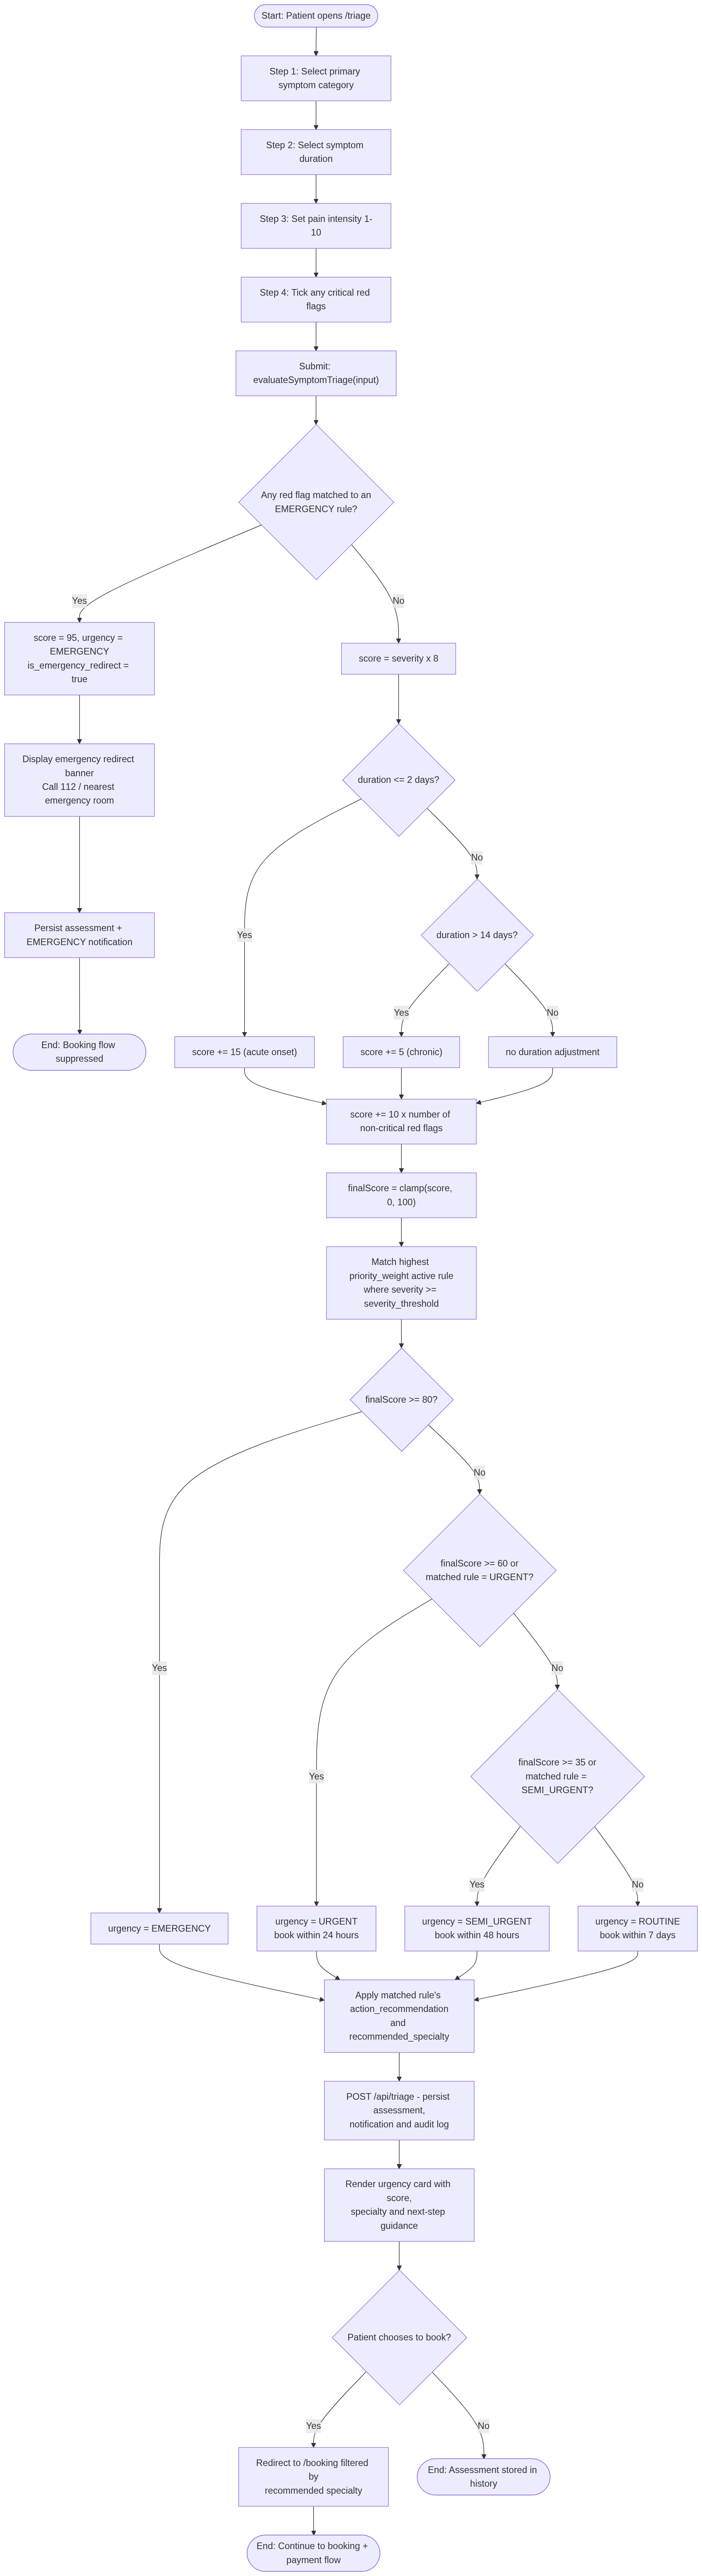 Start: Patient opens /triage
Step 1: Select primary
symptom category
Step 2: Select symptom
duration
Step 3: Set pain intensity 1-
10
Step 4: Tick any critical red
flags
Submit:
evaluateSymptomTriage(input)
Any red flag matched to an
EMERGENCY rule?
Yes
No
score = 95, urgency =
EMERGENCY
is_emergency_redirect =
true
score = severity x 8
Display emergency redirect
banner
Call 112 / nearest
emergency room
duration <= 2 days?
No
Persist assessment +
EMERGENCY notification
Yes
duration > 14 days?
Yes
No
End: Booking flow
suppressed
score += 15 (acute onset)
score += 5 (chronic)
no duration adjustment
score += 10 x number of
non-critical red flags
finalScore = clamp(score,
0, 100)
Match highest
priority_weight active rule
where severity >=
severity_threshold
finalScore >= 80?
No
finalScore >= 60 or
matched rule = URGENT?
Yes
No
Yes
finalScore >= 35 or
matched rule =
SEMI_URGENT?
Yes
No
urgency = EMERGENCY
urgency = URGENT
book within 24 hours
urgency = SEMI_URGENT
book within 48 hours
urgency = ROUTINE
book within 7 days
Apply matched rule's
action_recommendation
and
recommended_specialty
POST /api/triage - persist
assessment,
notification and audit log
Render urgency card with
score,
specialty and next-step
guidance
Patient chooses to book?
Yes
No
Redirect to /booking filtered
by
recommended specialty
End: Assessment stored in
history
End: Continue to booking +
payment flow